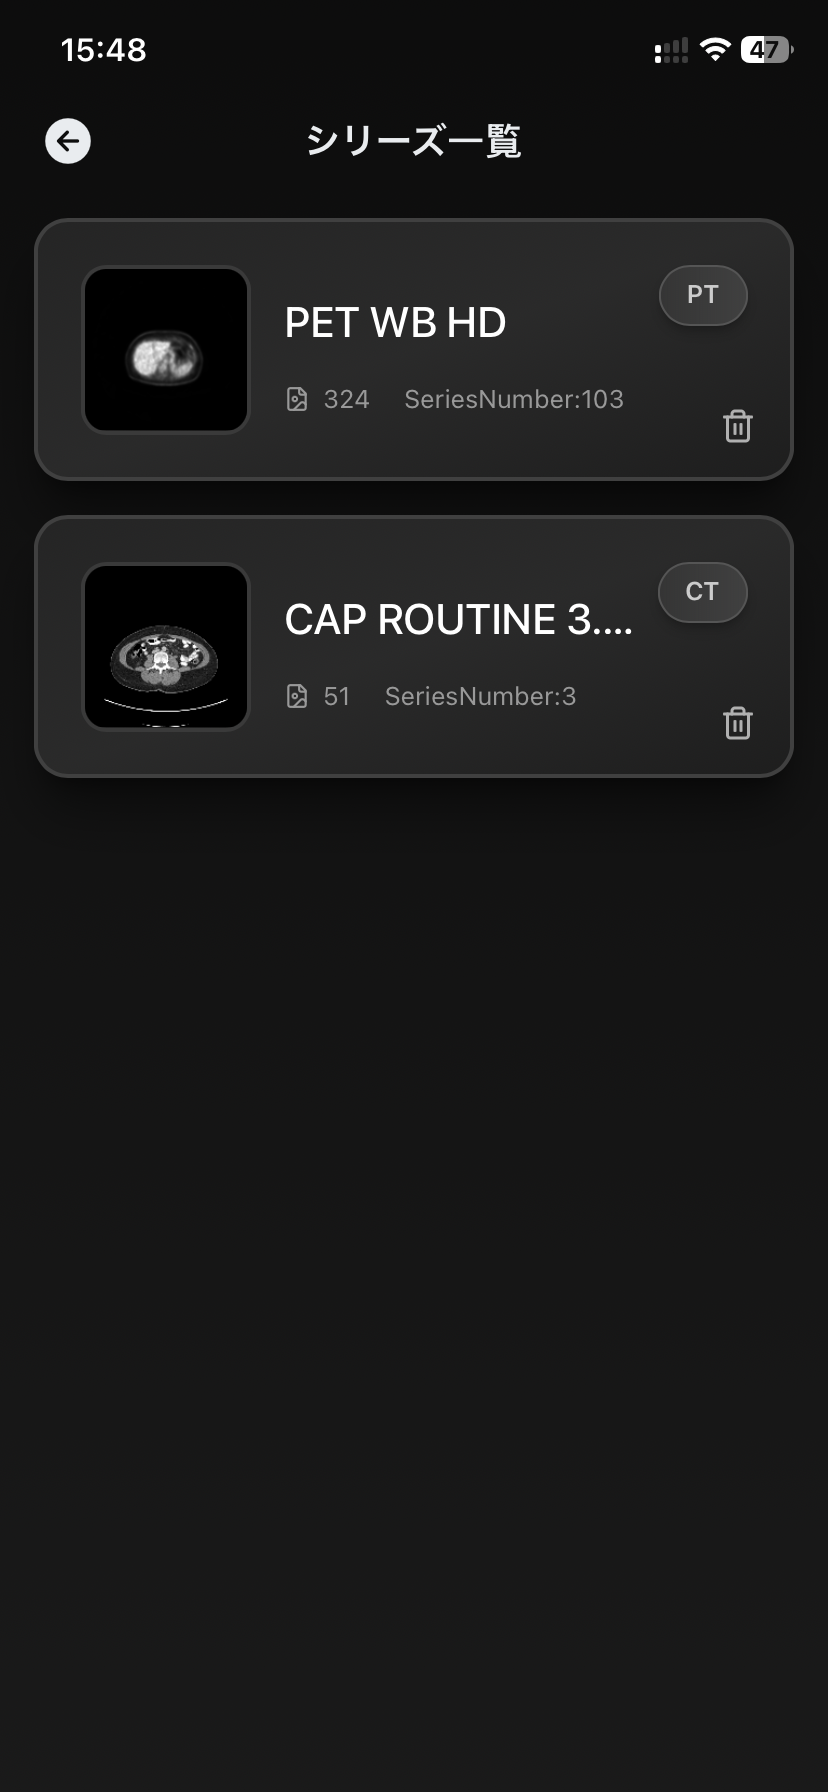 15:48
47
シリーズ一覧
PET WB HD
PT
324 SeriesNumber:103
CAP ROUTINE 3....
CT
51 SeriesNumber:3